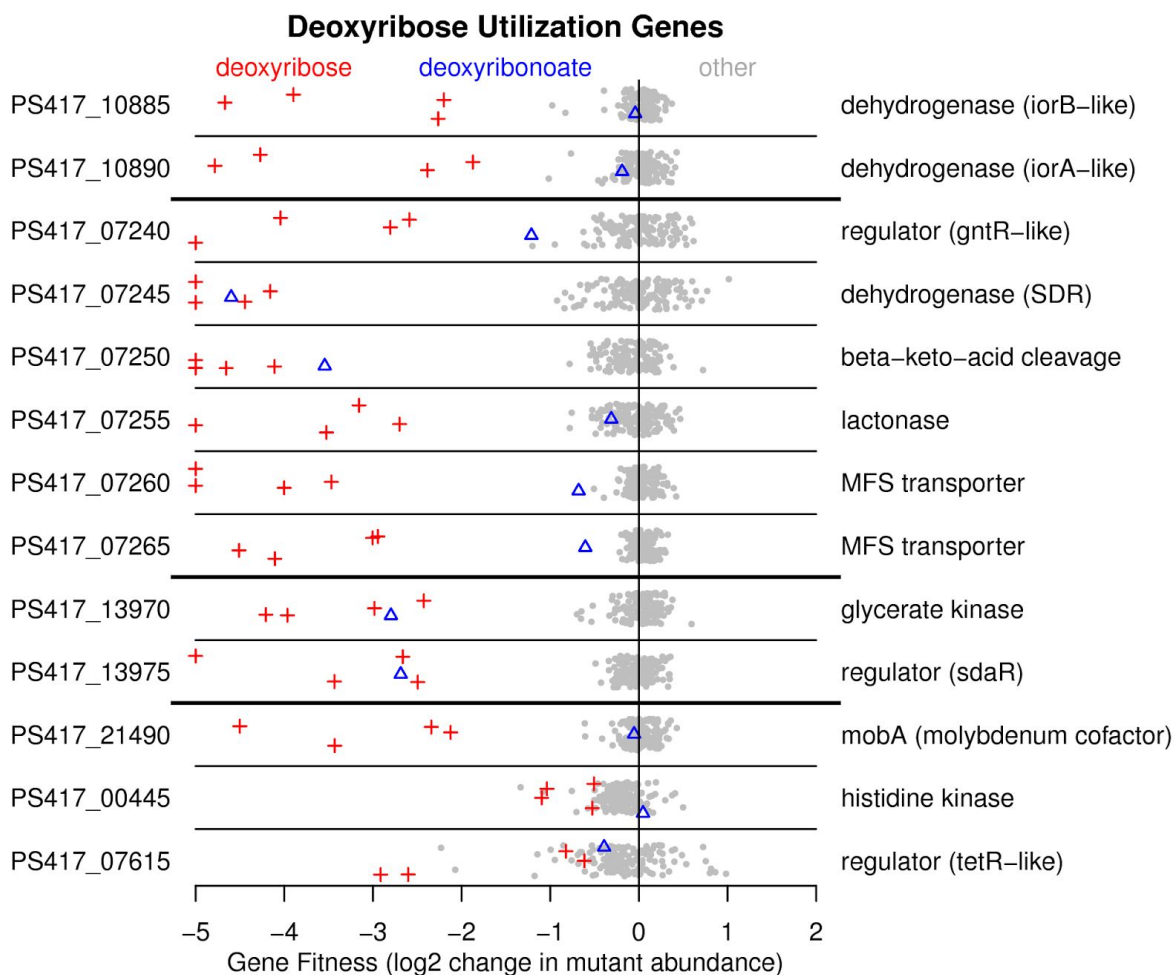 Deoxyribose Utilization Genes
deoxyribose deoxyribonoate other
PS417_10885 dehydrogenase (iorB−like)
PS417_10890 dehydrogenase (iorA−like)
PS417_07240 regulator (gntR−like)
PS417_07245 dehydrogenase (SDR)
PS417_07250 beta−keto−acid cleavage
PS417_07255 lactonase
PS417_07260 MFS transporter
PS417_07265 MFS transporter
PS417_13970 glycerate kinase
PS417_13975 regulator (sdaR)
PS417_21490 mobA (molybdenum cofactor)
PS417_00445 histidine kinase
PS417_07615 regulator (tetR−like)
−5 −4 −3 −2 −1 0 1 2
Gene Fitness (log2 change in mutant abundance)